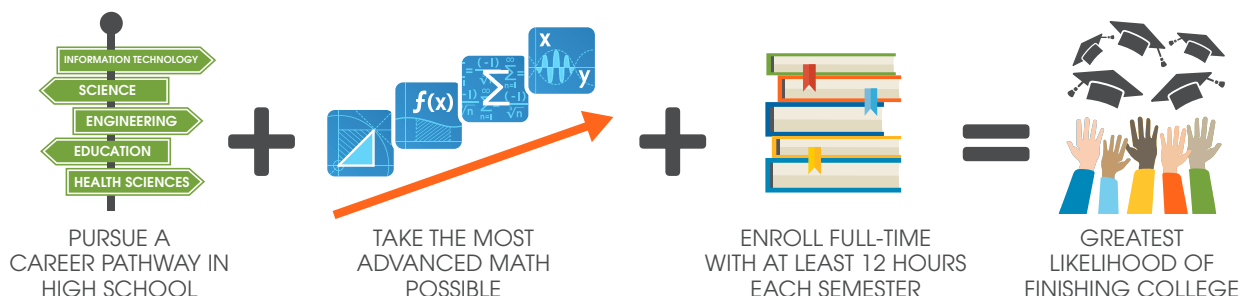 INFORMATION TECHNOLOGY
SCIENCE
ENGINEERING
EDUCATION
HEALTH SCIENCES
f(x)
Σ
x
y
PURSUE A
CAREER PATHWAY IN
HIGH SCHOOL
TAKE THE MOST
ADVANCED MATH
POSSIBLE
ENROLL FULL-TIME
WITH AT LEAST 12 HOURS
EACH SEMESTER
GREATEST
LIKELIHOOD OF
FINISHING COLLEGE